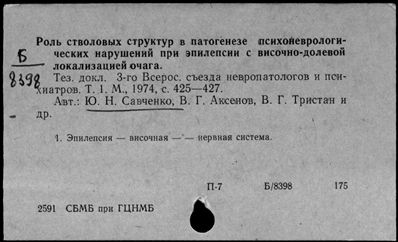 Роль стволовых структур в патогенезе психоневрологи-
ческих нарушений при эпилепсии с височно-долевой
локализацией очага.
Б
8398
Тез. докл. 3-го Всерос. съезда невропатологов и пси-
хиатров. Т. I. М., 1974, с. 425—427.
Авт.: Ю. Н. Савченко, В. Г. Аксенов, В. Г. Тристан и
др.
1. Эпилепсия — височная — — нервная система.
П-7 Б/8398 175
2591 СБМБ при ГЦНМБ